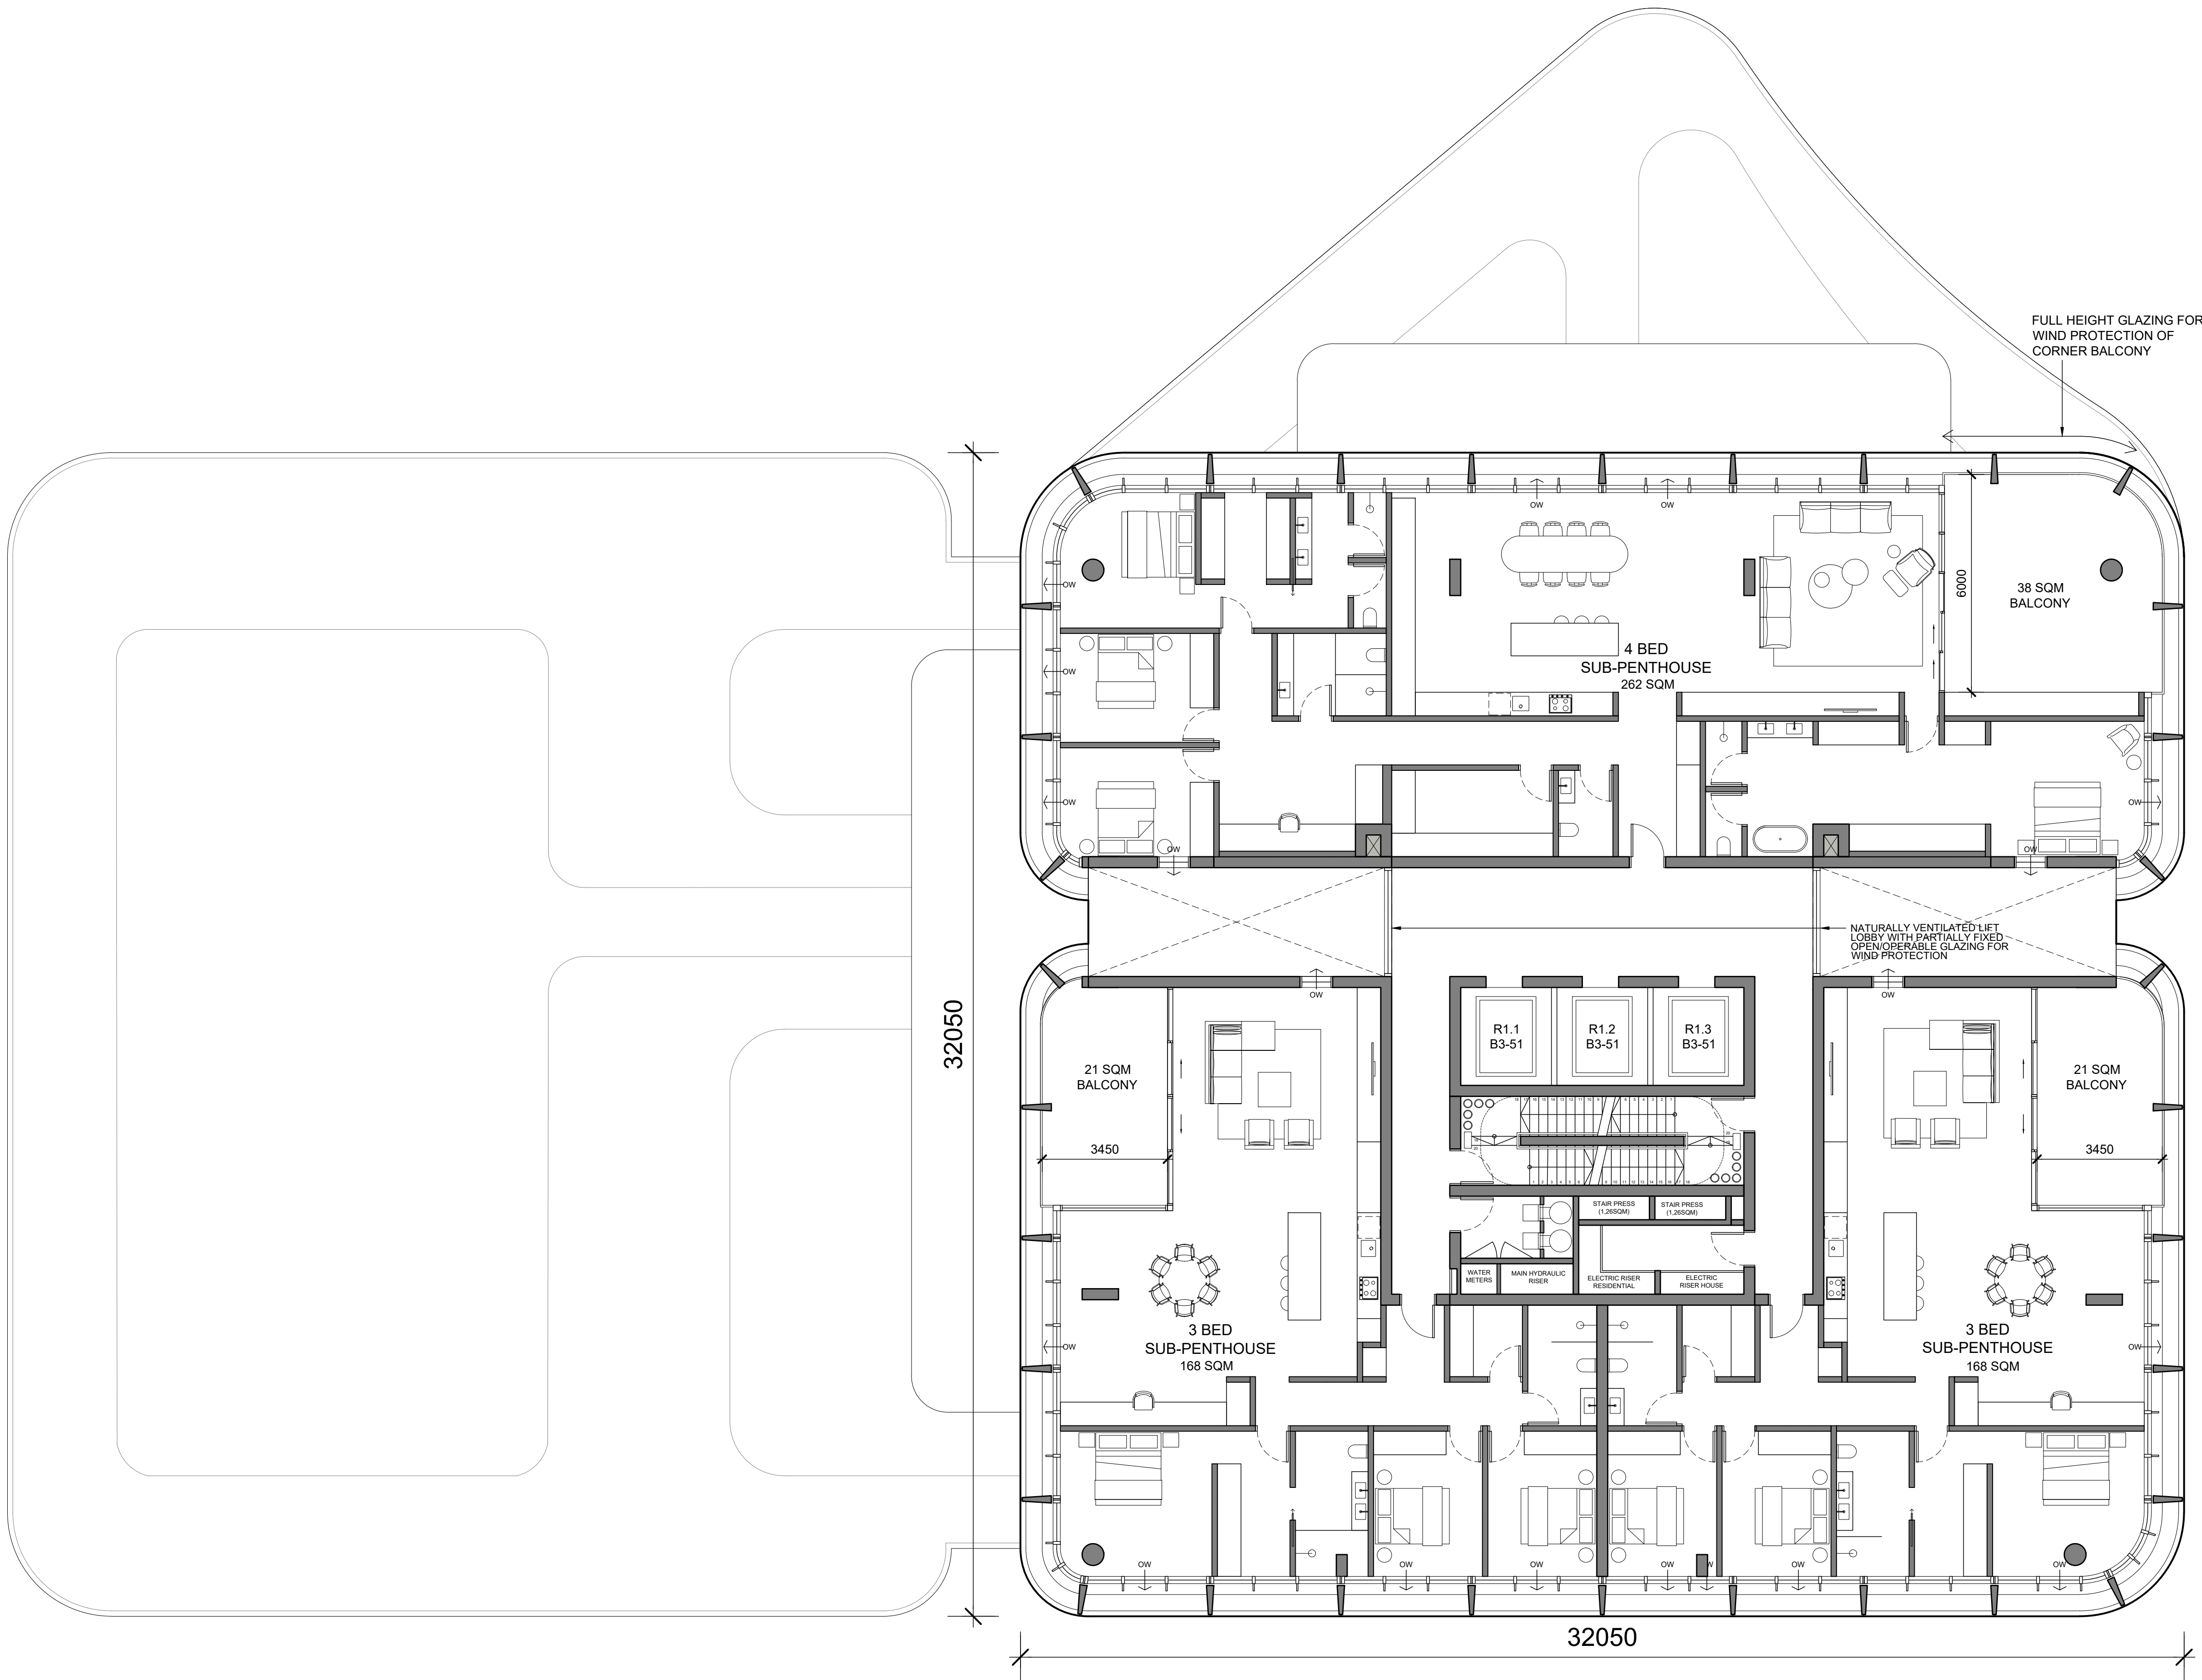 FULL HEIGHT GLAZING FOR
WIND PROTECTION OF
CORNER BALCONY
OW
OW
OW
6000
38 SQM
BALCONY
4 BED
SUB-PENTHOUSE
262 SQM
OW
OW
OW
OW
OW
NATURALLY VENTILATED LIFT
LOBBY WITH PARTIALLY FIXED
OPEN/OPERABLE GLAZING FOR
WIND PROTECTION
OW
OW
32050
R1.1
B3-51
R1.2
B3-51
R1.3
B3-51
21 SQM
BALCONY
21 SQM
BALCONY
3450
3450
STAIR PRESS
(1,26SQM)
STAIR PRESS
(1,26SQM)
WATER
METERS
MAIN HYDRAULIC
RISER
ELECTRIC RISER
RESIDENTIAL
ELECTRIC
RISER HOUSE
3 BED
SUB-PENTHOUSE
168 SQM
3 BED
SUB-PENTHOUSE
168 SQM
OW
OW
OW
OW
OW
OW
OW
OW
32050